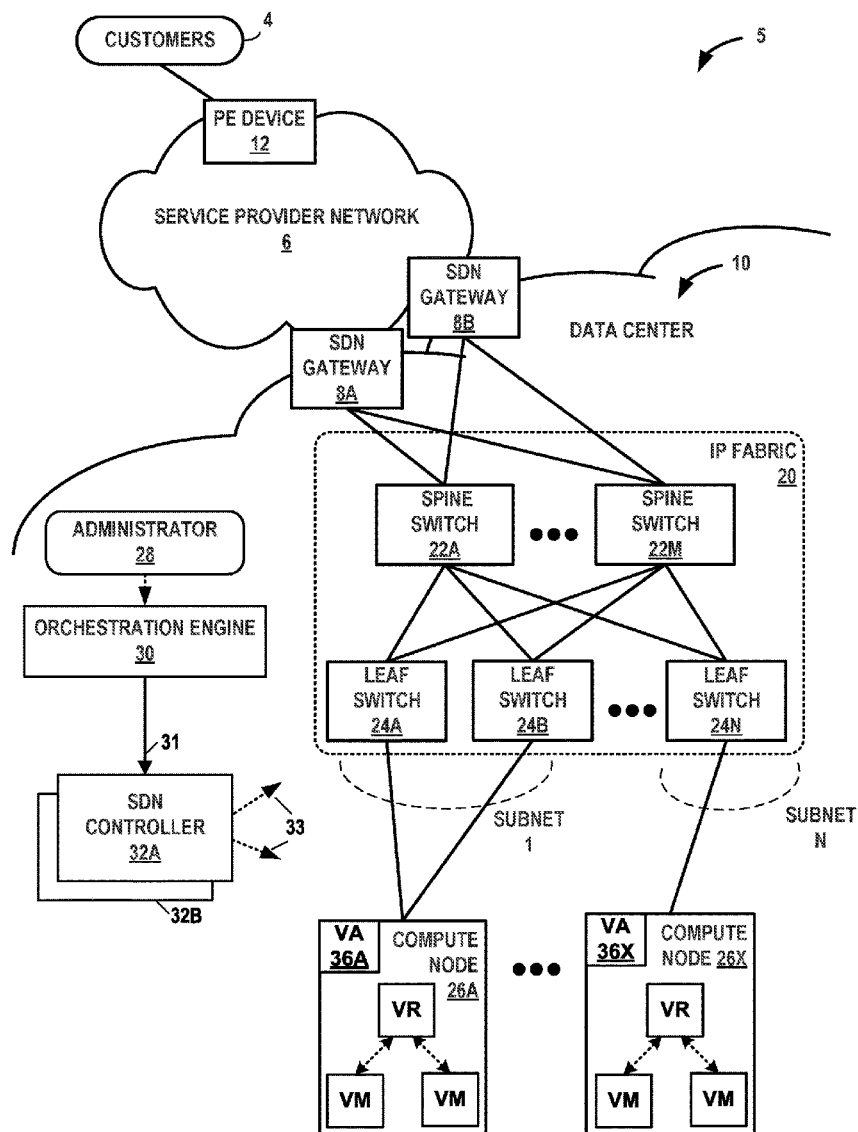 CUSTOMERS
4
5
PE DEVICE
12
SERVICE PROVIDER NETWORK
6
SDN
GATEWAY
8B
10
DATA CENTER
SDN
GATEWAY
8A
IP FABRIC
20
SPINE
SWITCH
22A
SPINE
SWITCH
22M
ADMINISTRATOR
28
ORCHESTRATION ENGINE
30
LEAF
SWITCH
24A
LEAF
SWITCH
24B
LEAF
SWITCH
24N
31
SDN
CONTROLLER
32A
33
32B
SUBNET
1
SUBNET
N
VA
36A
COMPUTE
NODE
26A
VR
VM
VM
VA
36X
COMPUTE
NODE 26X
VR
VM
VM